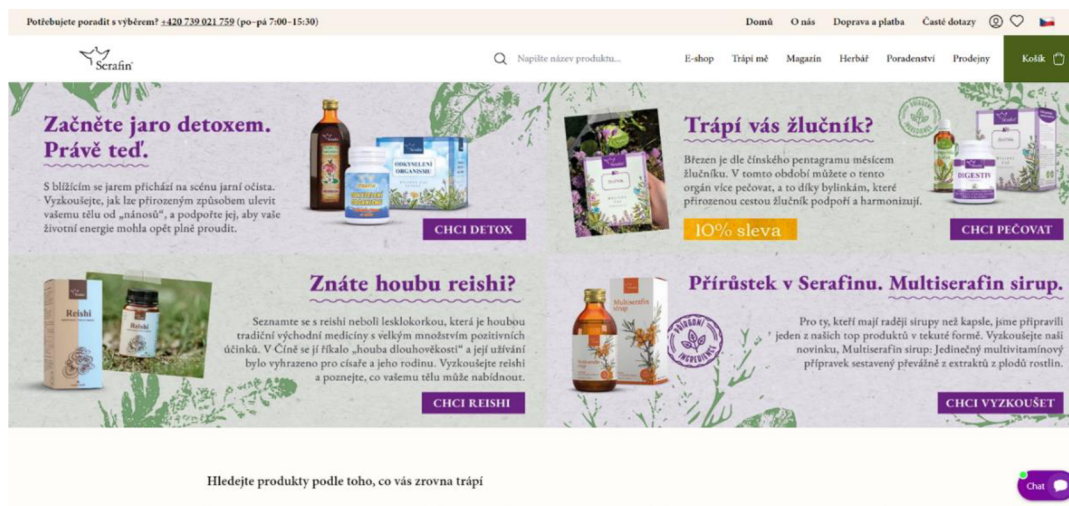 Potřebujete poradit s výběrem? +420 739 021 759 (po–pá 7:00–15:30)
Domů O nás Doprava a platba Časté dotazy
Serafin
Napište název produktu...
E-shop Trápí mě Magazín Herbář Poradenství Prodejny Košík
Začněte jaro detoxem.
Právě teď.
S blížícím se jarem přichází na scénu jarní očista.
Vyzkoušejte, jak lze přirozeným způsobem ulevit
vašemu tělu od „nánosů“, a podpořte jej, aby vaše
životní energie mohla opět plně proudit.
ODKYSELENÍ
ORGANISMU
CHCI DETOX
Trápí vás žlučník?
Březen je dle čínského pentagramu měsícem
žlučníku. V tomto období můžete o tento
orgán více pečovat, a to díky bylinkám, které
přirozenou cestou žlučník podpoří a harmonizují.
10% sleva
DIGESTIV
CHCI PEČOVAT
Reishi
Reishi
Znáte houbu reishi?
Seznamte se s reishi neboli lesklokorkou, která je houbou
tradiční východní medicíny s velkým množstvím pozitivních
účinků. V Číně se jí říkalo „houba dlouhověkosti“ a její užívání
bylo vyhrazeno pro císaře a jeho rodinu. Vyzkoušejte reishi
a poznejte, co vašemu tělu může nabídnout.
CHCI REISHI
Multiserafin
sirup
PŘÍRODNÍ
INGREDIENCE
Přírůstek v Serafinu. Multiserafin sirup.
Pro ty, kteří mají raději sirupy než kapsle, jsme připravili
jeden z našich top produktů v tekuté formě. Vyzkoušejte naši
novinku, Multiserafin sirup: Jedinečný multivitamínový
přípravek sestavený převážně z extraktů z plodů rostlin.
CHCI VYZKOUŠET
Hledejte produkty podle toho, co vás zrovna trápí
Chat